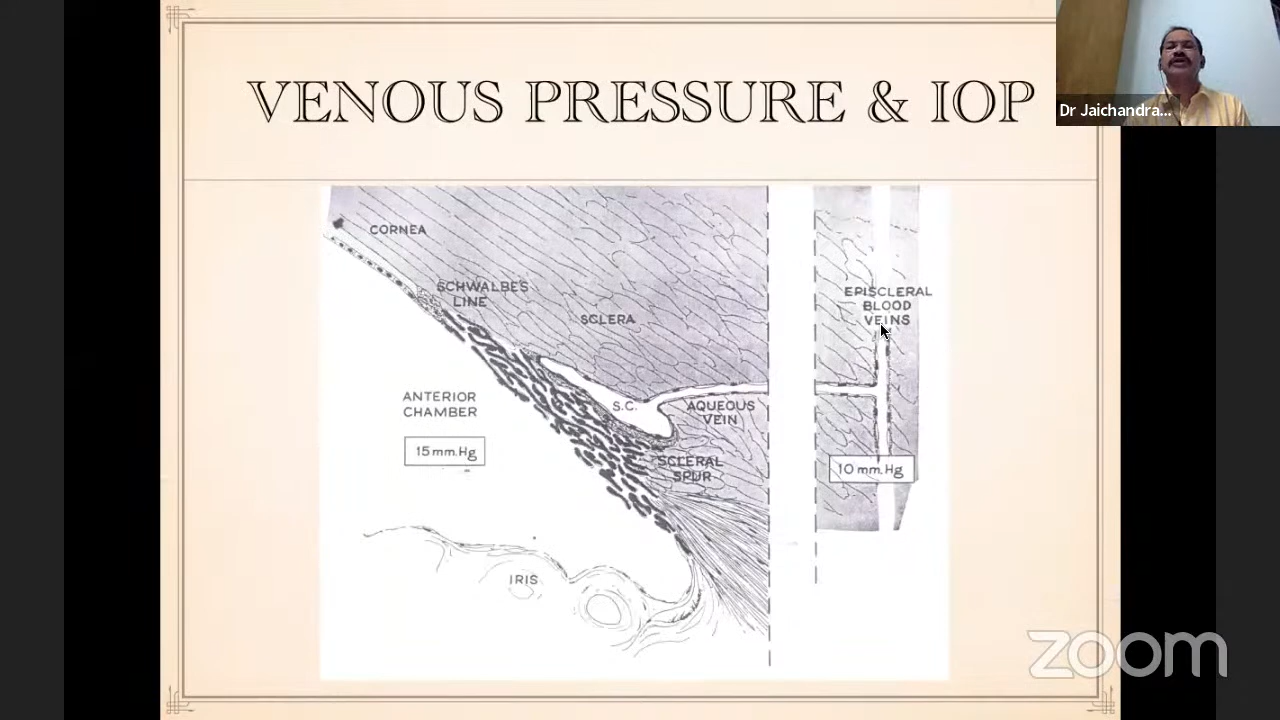 VENOUS PRESSURE & IOP
Dr Jaichandra...
CORNEA
SCHWALBE'S
LINE
SCLERA
EPISCLERAL
BLOOD
VEINS
ANTERIOR
CHAMBER
15 mm.Hg
S.C.
AQUEOUS
VEIN
SCLERAL
SPUR
10 mm.Hg
IRIS
zoom